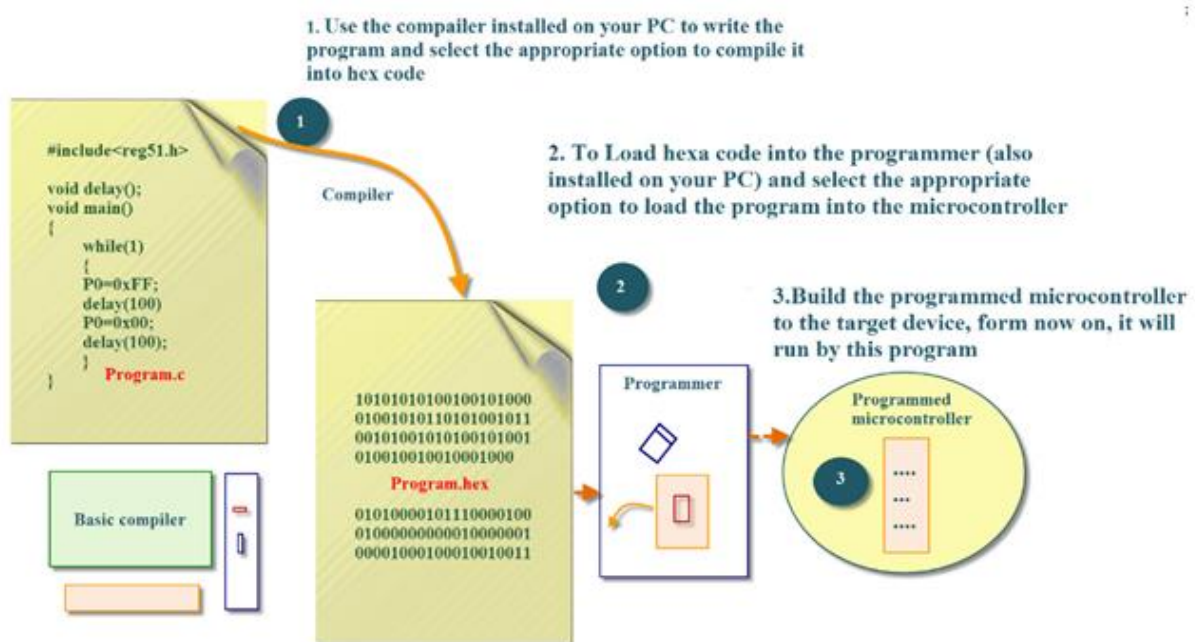 ;
1. Use the compailer installed on your PC to write the
program and select the appropriate option to compile it
into hex code
1
#include<reg51.h>
void delay();
void main()
{
while(1)
{
P0=0xFF;
delay(100)
P0=0x00;
delay(100);
}
}
Program.c
Compiler
2. To Load hexa code into the programmer (also
installed on your PC) and select the appropriate
option to load the program into the microcontroller
2
3.Build the programmed microcontroller
to the target device, form now on, it will
run by this program
10101010100100101000
01001010110101001011
00101001010100101001
010010010010001000
Program.hex
01010000101110000100
01000000000010000001
00001000100010010011
Basic compiler
Programmer
Programmed
microcontroller
3
....
...
....